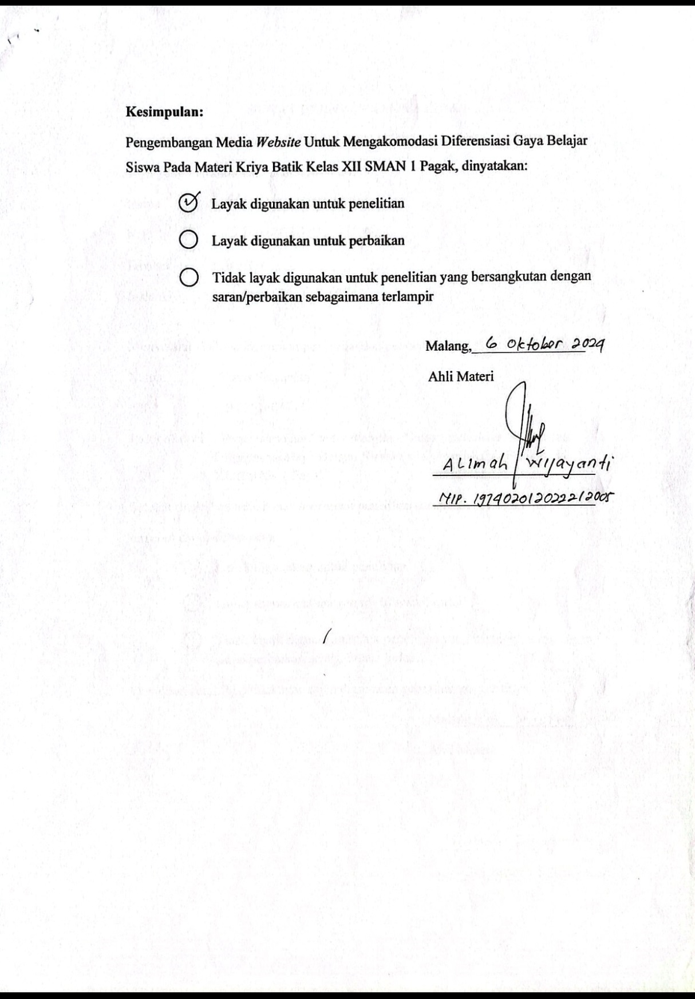 Kesimpulan:
Pengembangan Media Website Untuk Mengakomodasi Diferensiasi Gaya Belajar
Siswa Pada Materi Kriya Batik Kelas XII SMAN 1 Pagak, dinyatakan:
Layak digunakan untuk penelitian
Layak digunakan untuk perbaikan
Tidak layak digunakan untuk penelitian yang bersangkutan dengan
saran/perbaikan sebagaimana terlampir
Malang, 6 Oktober 2024
Ahli Materi
ALimah Wijayanti
NIP. 197402012022212005